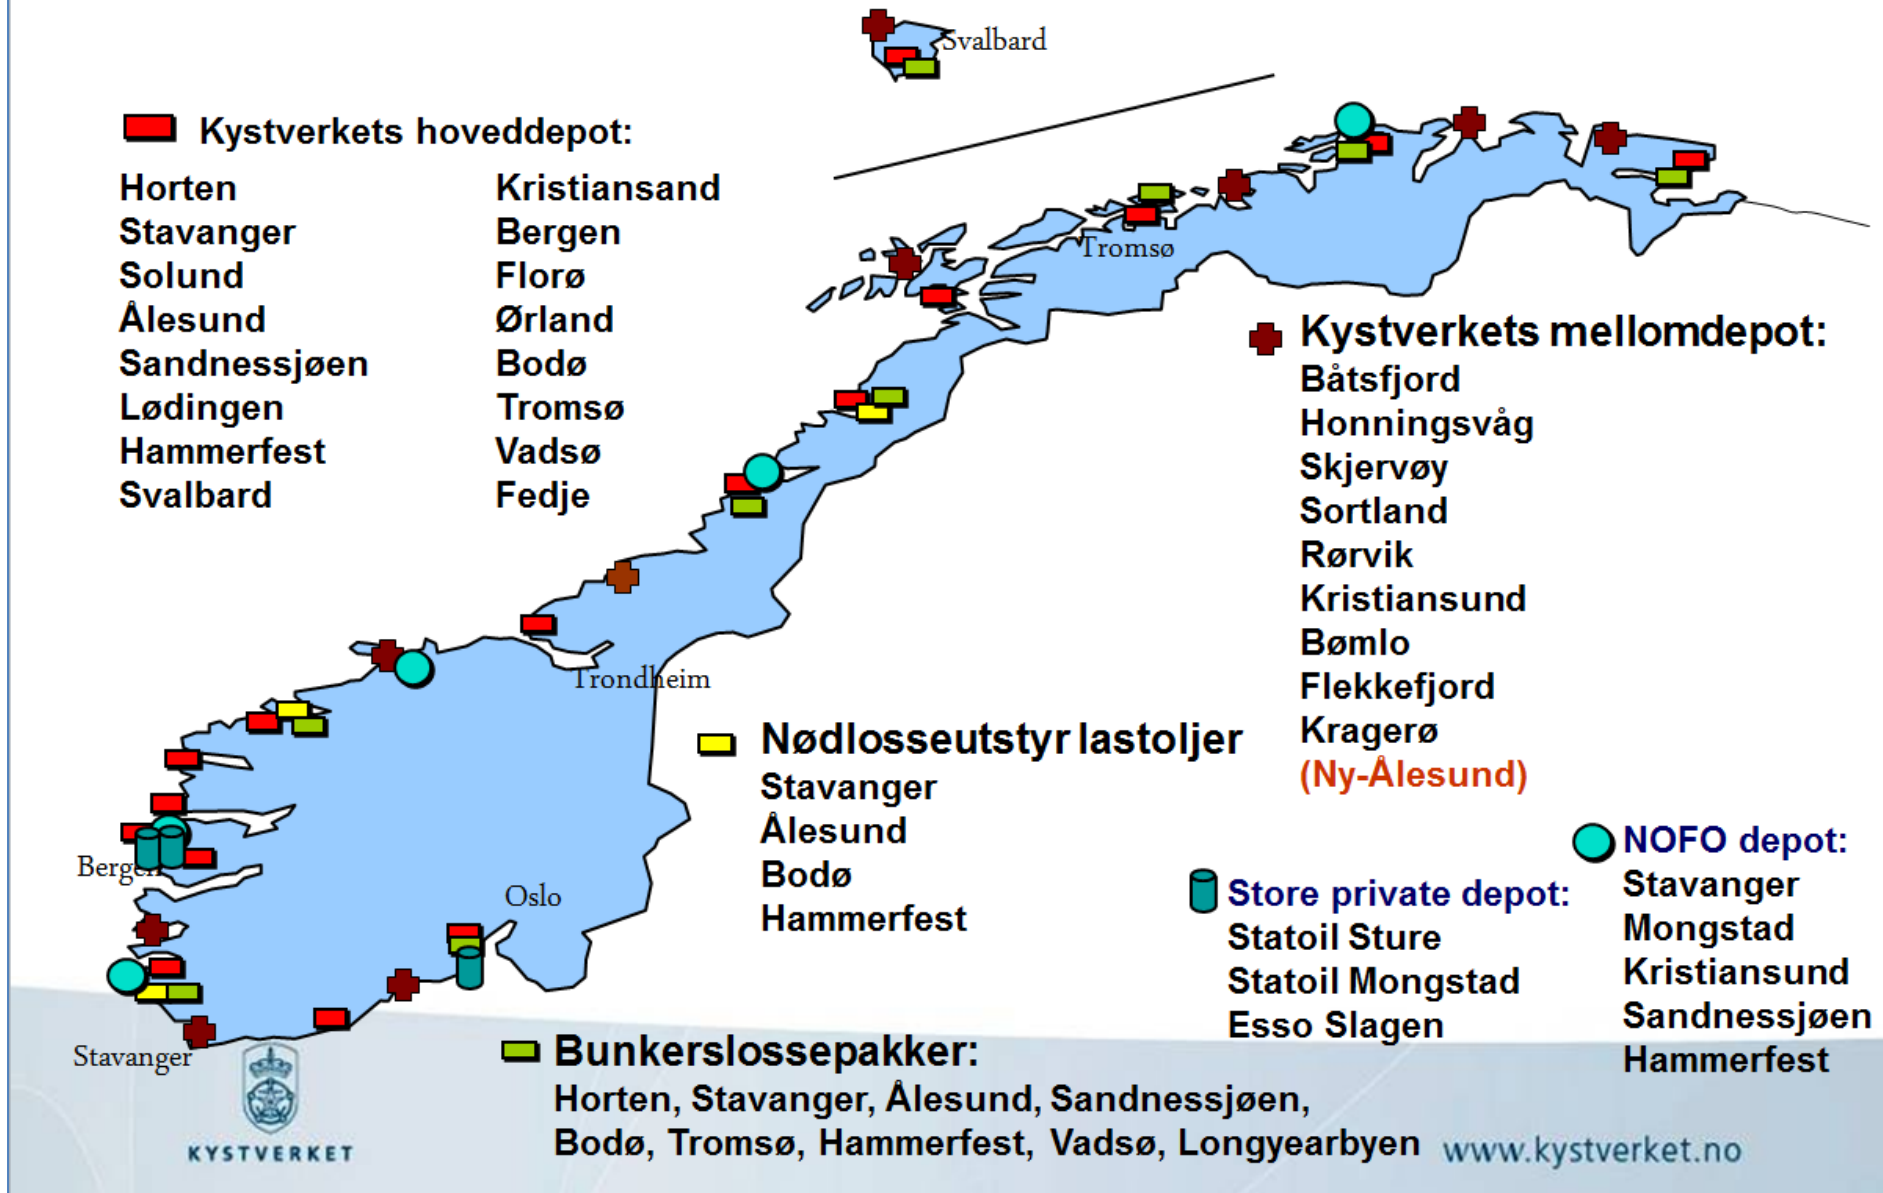 Svalbard
Kystverkets hoveddepot:
Horten
Stavanger
Solund
Ålesund
Sandnessjøen
Lødingen
Hammerfest
Svalbard
Kristiansand
Bergen
Florø
Ørland
Bodø
Tromsø
Vadsø
Fedje
Tromsø
Kystverkets mellomdepot:
Båtsfjord
Honningsvåg
Skjervøy
Sortland
Rørvik
Kristiansund
Bømlo
Flekkefjord
Kragerø
(Ny-Ålesund)
Trondheim
Nødlosseutstyr lastoljer
Stavanger
Ålesund
Bodø
Hammerfest
Bergen
Oslo
Store private depot:
Statoil Sture
Statoil Mongstad
Esso Slagen
NOFO depot:
Stavanger
Mongstad
Kristiansund
Sandnessjøen
Hammerfest
Stavanger
Bunkerslossepakker:
Horten, Stavanger, Ålesund, Sandnessjøen,
Bodø, Tromsø, Hammerfest, Vadsø, Longyearbyen
KYSTVERKET
www.kystverket.no